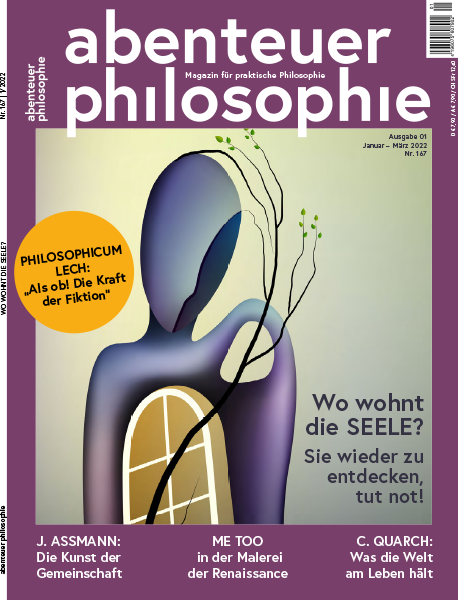 abenteuer
philosophie
Magazin für praktische Philosophie
abenteuer
philosophie
Nr. 167 1/2022
WO WOHNT DIE SEELE?
abenteuer philosophie
Ausgabe 01
Januar – März 2022
Nr. 167
PHILOSOPHICUM
LECH:
„Als ob! Die Kraft
der Fiktion"
Wo wohnt
die SEELE?
Sie wieder zu
entdecken,
tut not!
J. ASSMANN:
Die Kunst der
Gemeinschaft
ME TOO
in der Malerei
der Renaissance
C. QUARCH:
Was die Welt
am Leben hält